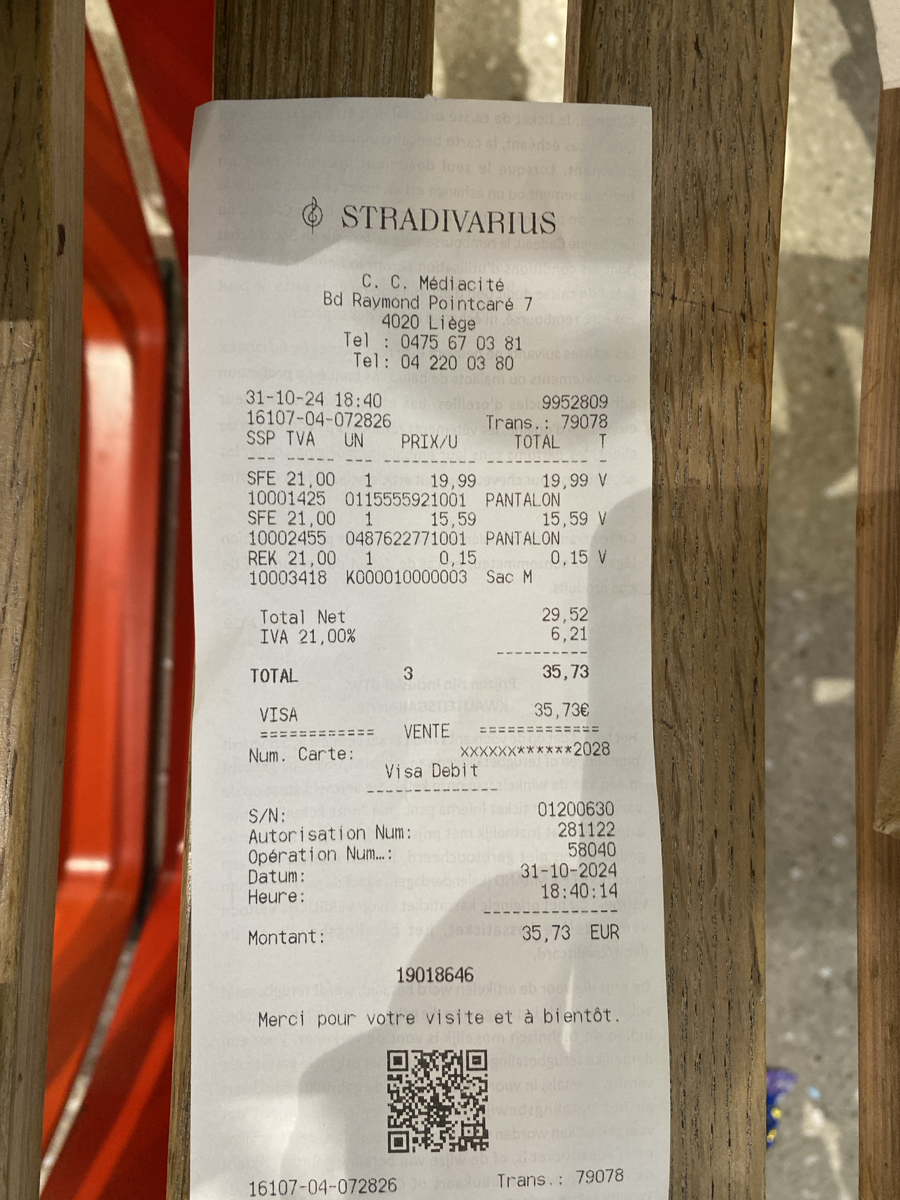 STRADIVARIUS
C. C. Médiacité
Bd Raymond Pointcaré 7
4020 Liège
Tel : 0475 67 03 81
Tel: 04 220 03 80
31-10-24 18:40 9952809
16107-04-072826 Trans.: 79078
SSP TVA UN PRIX/U TOTAL T
--- ----- --- ---------- ---------- -
SFE 21,00 1 19,99 19,99 V
10001425 0115555921001 PANTALON
SFE 21,00 1 15,59 15,59 V
10002455 0487622771001 PANTALON
REK 21,00 1 0,15 0,15 V
10003418 K000010000003 Sac M
Total Net 29,52
IVA 21,00% 6,21
----------
TOTAL 3 35,73
VISA 35,73€
============ VENTE ============
Num. Carte: XXXXXX******2028
Visa Debit
--------------
S/N: 01200630
Autorisation Num: 281122
Opération Num…: 58040
Datum: 31-10-2024
Heure: 18:40:14
--------------
Montant: 35,73 EUR
19018646
Merci pour votre visite et à bientôt.
16107-04-072826 Trans.: 79078